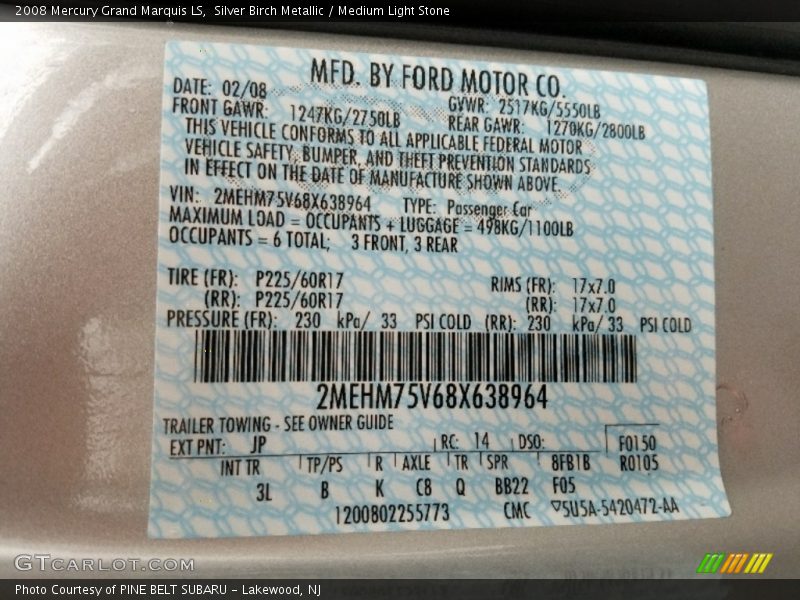 2008 Mercury Grand Marquis LS,  Silver Birch Metallic / Medium Light Stone
MFD. BY FORD MOTOR CO.
DATE: 02/08 GVWR: 2517KG/5550LB
FRONT GAWR: 1247KG/2750LB REAR GAWR: 1270KG/2800LB
THIS VEHICLE CONFORMS TO ALL APPLICABLE FEDERAL MOTOR
VEHICLE SAFETY, BUMPER, AND THEFT PREVENTION STANDARDS
IN EFFECT ON THE DATE OF MANUFACTURE SHOWN ABOVE.
VIN: 2MEHM75V68X638964 TYPE: Passenger Car
MAXIMUM LOAD = OCCUPANTS + LUGGAGE = 498KG/1100LB
OCCUPANTS = 6 TOTAL; 3 FRONT, 3 REAR
TIRE (FR): P225/60R17 RIMS (FR): 17x7.0
(RR): P225/60R17 (RR): 17x7.0
PRESSURE (FR): 230 kPa/ 33 PSI COLD (RR): 230 kPa/ 33 PSI COLD
2MEHM75V68X638964
TRAILER TOWING - SEE OWNER GUIDE
EXT PNT: JP RC: 14 DSO: F0150
INT TR TP/PS R AXLE TR SPR 8FB1B R0105
3L B K C8 Q BB22 F05
1200802255773 CMC ▽5U5A-5420472-AA
GTCARLOT.COM
Photo Courtesy of PINE BELT SUBARU – Lakewood, NJ